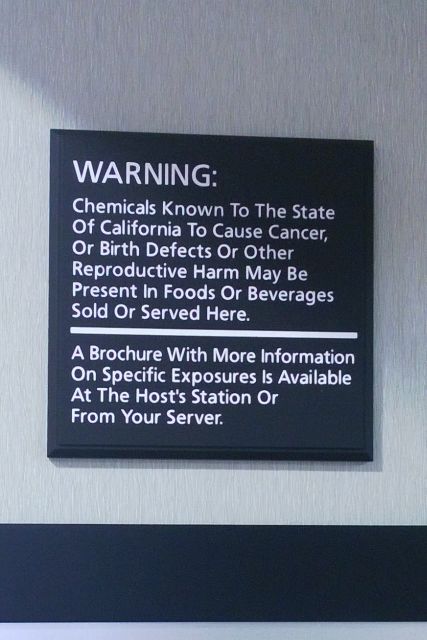 WARNING:
Chemicals Known To The State
Of California To Cause Cancer,
Or Birth Defects Or Other
Reproductive Harm May Be
Present In Foods Or Beverages
Sold Or Served Here.
A Brochure With More Information
On Specific Exposures Is Available
At The Host's Station Or
From Your Server.